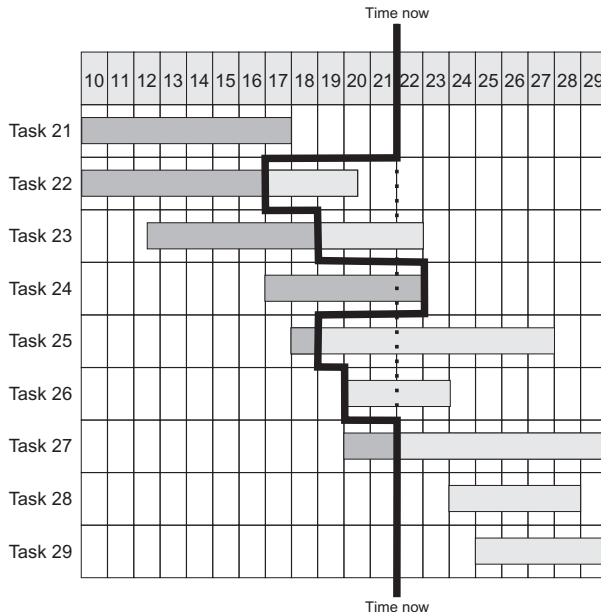 Time now
10 11 12 13 14 15 16 17 18 19 20 21 22 23 24 25 26 27 28 29
Task 21
Task 22
Task 23
Task 24
Task 25
Task 26
Task 27
Task 28
Task 29
Time now